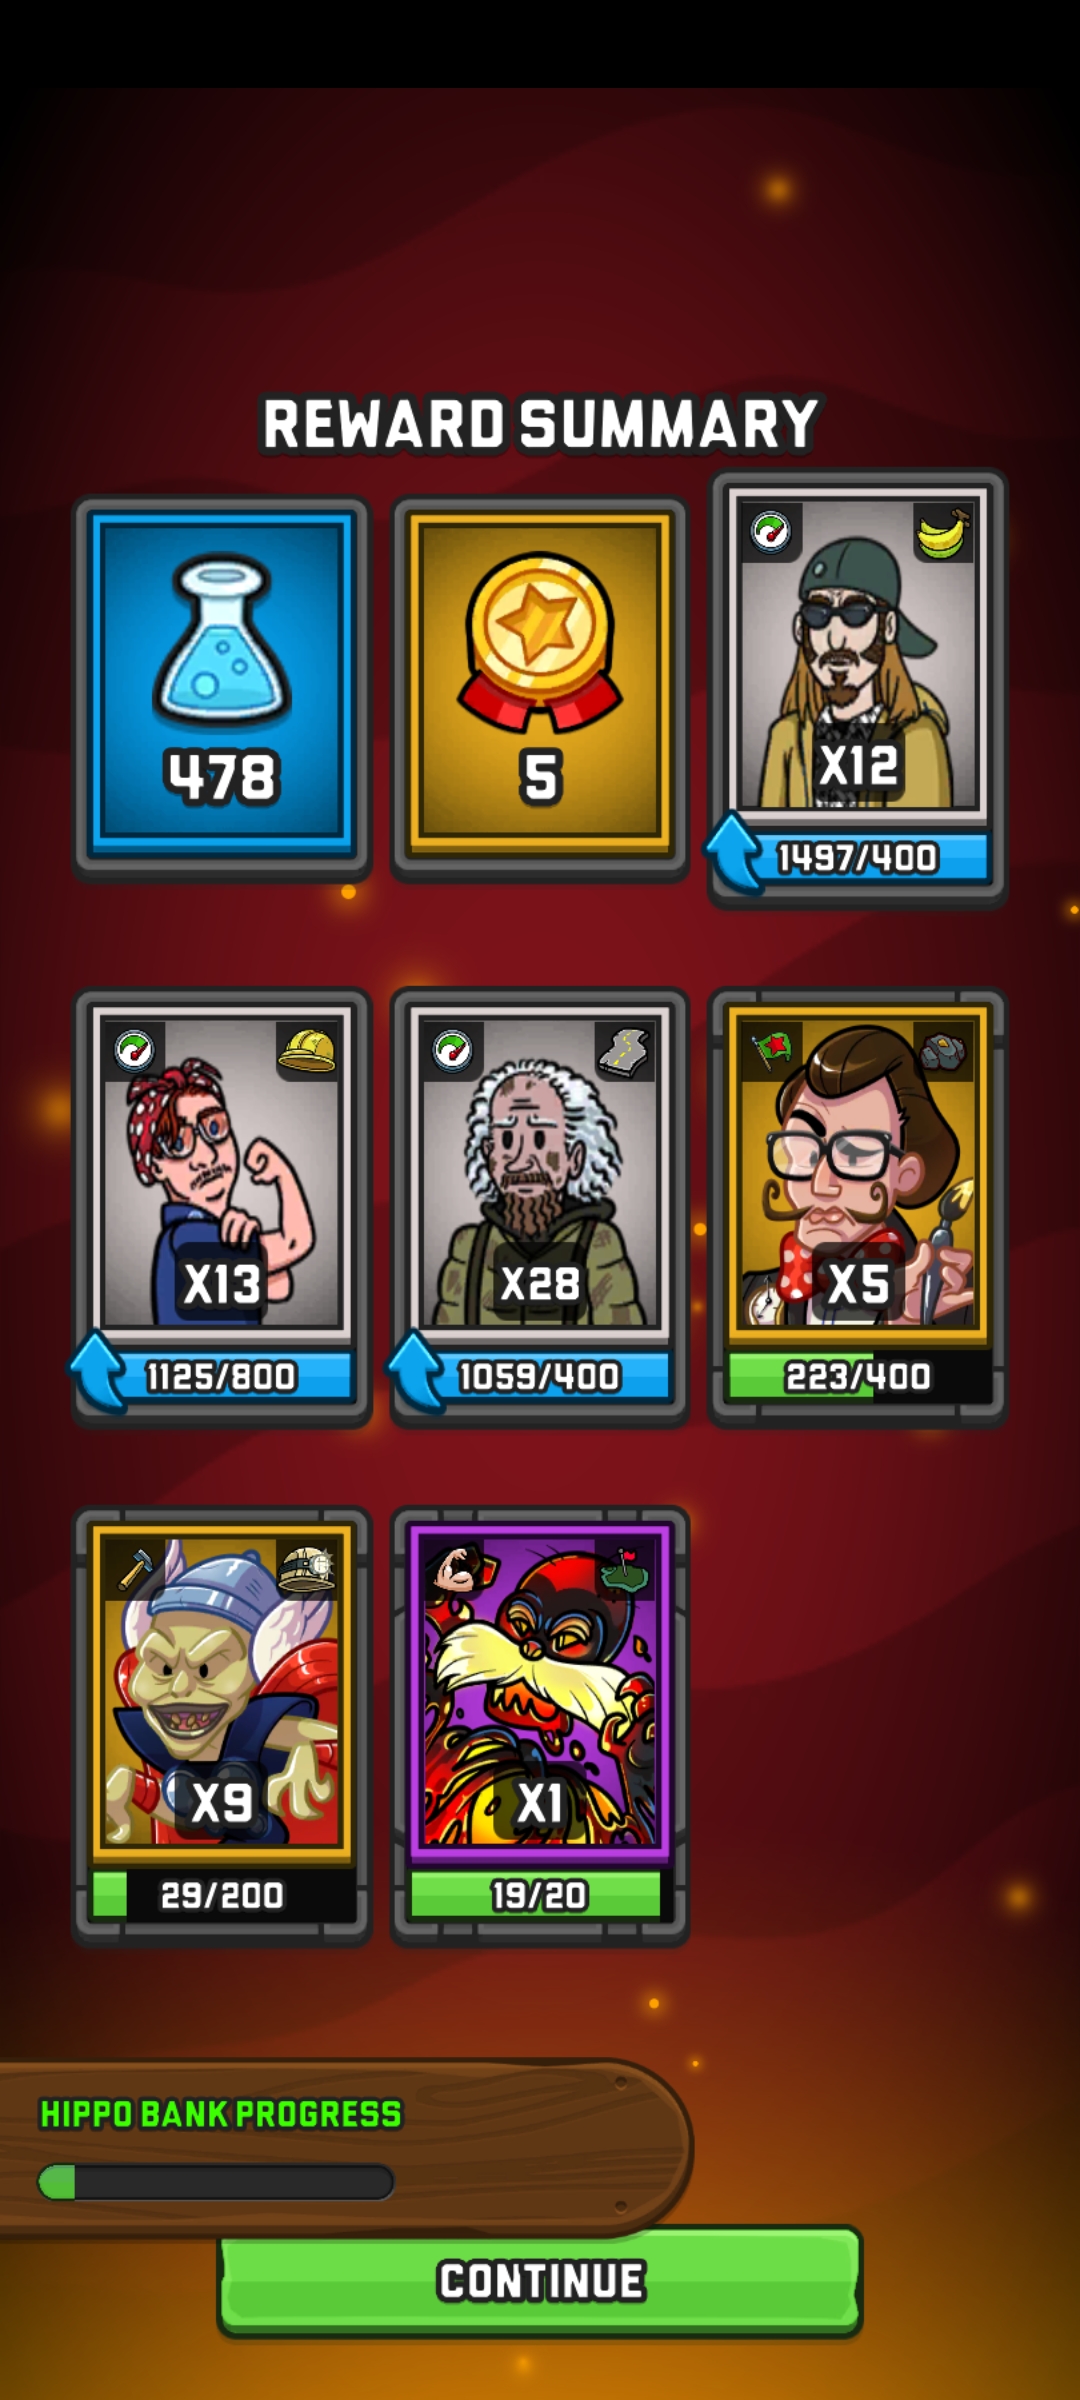 REWARD SUMMARY
478
5
X12
1497/400
X13
1125/800
X28
1059/400
X5
223/400
X9
29/200
X1
19/20
HIPPO BANK PROGRESS
CONTINUE